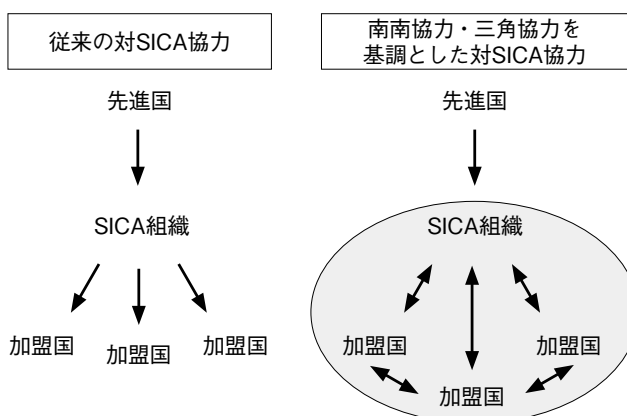 従来の対SICA協力
先進国
SICA組織
加盟国
加盟国
加盟国
南南協力・三角協力を
基調とした対SICA協力
先進国
SICA組織
加盟国
加盟国
加盟国